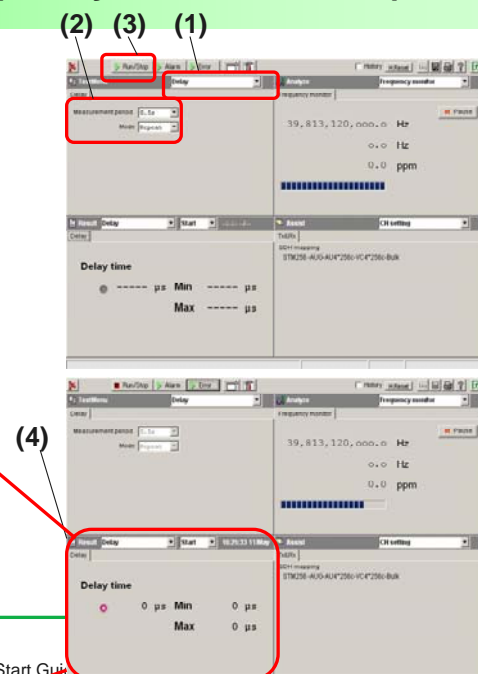 (2) (3) (1)
Run/Stop Alarm Error History
TestMenu Delay Analyze Frequency monitor
Delay Frequency monitor
Measurement period 0.5s Pause
Mode Repeat
39,813,120,000.0 Hz
0.0 Hz
0.0 ppm
Result Delay Start Assist CH setting
Delay Tx&Rx
SDH mapping
STM256-AUG-AU4*256c-VC4*256c-Bulk
Delay time
----- µs Min ----- µs
Max ----- µs
Run/Stop Alarm Error History
TestMenu Delay Analyze Frequency monitor
Delay Frequency monitor
Measurement period 0.5s Pause
Mode Repeat
(4)
39,813,120,000.0 Hz
0.0 Hz
0.0 ppm
Result Delay Start Assist CH setting
Delay Tx&Rx
SDH mapping
STM256-AUG-AU4*256c-VC4*256c-Bulk
Delay time
0 µs Min 0 µs
Max 0 µs
Start